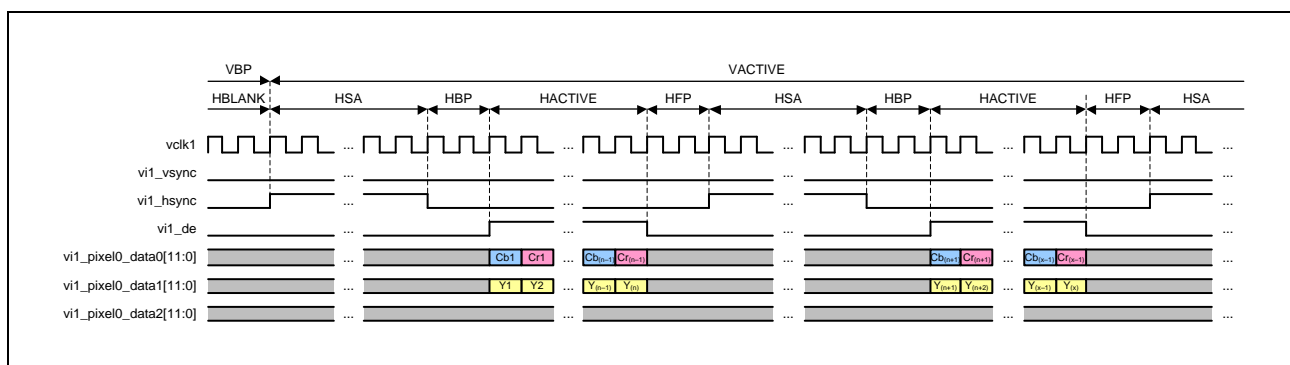 VBP VACTIVE
HBLANK HSA HBP HACTIVE HFP HSA HBP HACTIVE HFP HSA
vclk1 ... ... ... ... ...
vi1_vsync ... ... ... ... ...
vi1_hsync ... ... ... ... ...
vi1_de ... ... ... ... ...
vi1_pixel0_data0[11:0] ... Cb1 Cr1 ... Cb(n−1) Cr(n−1) ... Cb(n+1) Cr(n+1) ... Cb(x−1) Cr(x−1) ...
vi1_pixel0_data1[11:0] ... Y1 Y2 ... Y(n−1) Y(n) ... Y(n+1) Y(n+2) ... Y(x−1) Y(x) ...
vi1_pixel0_data2[11:0] ... ... ... ... ...